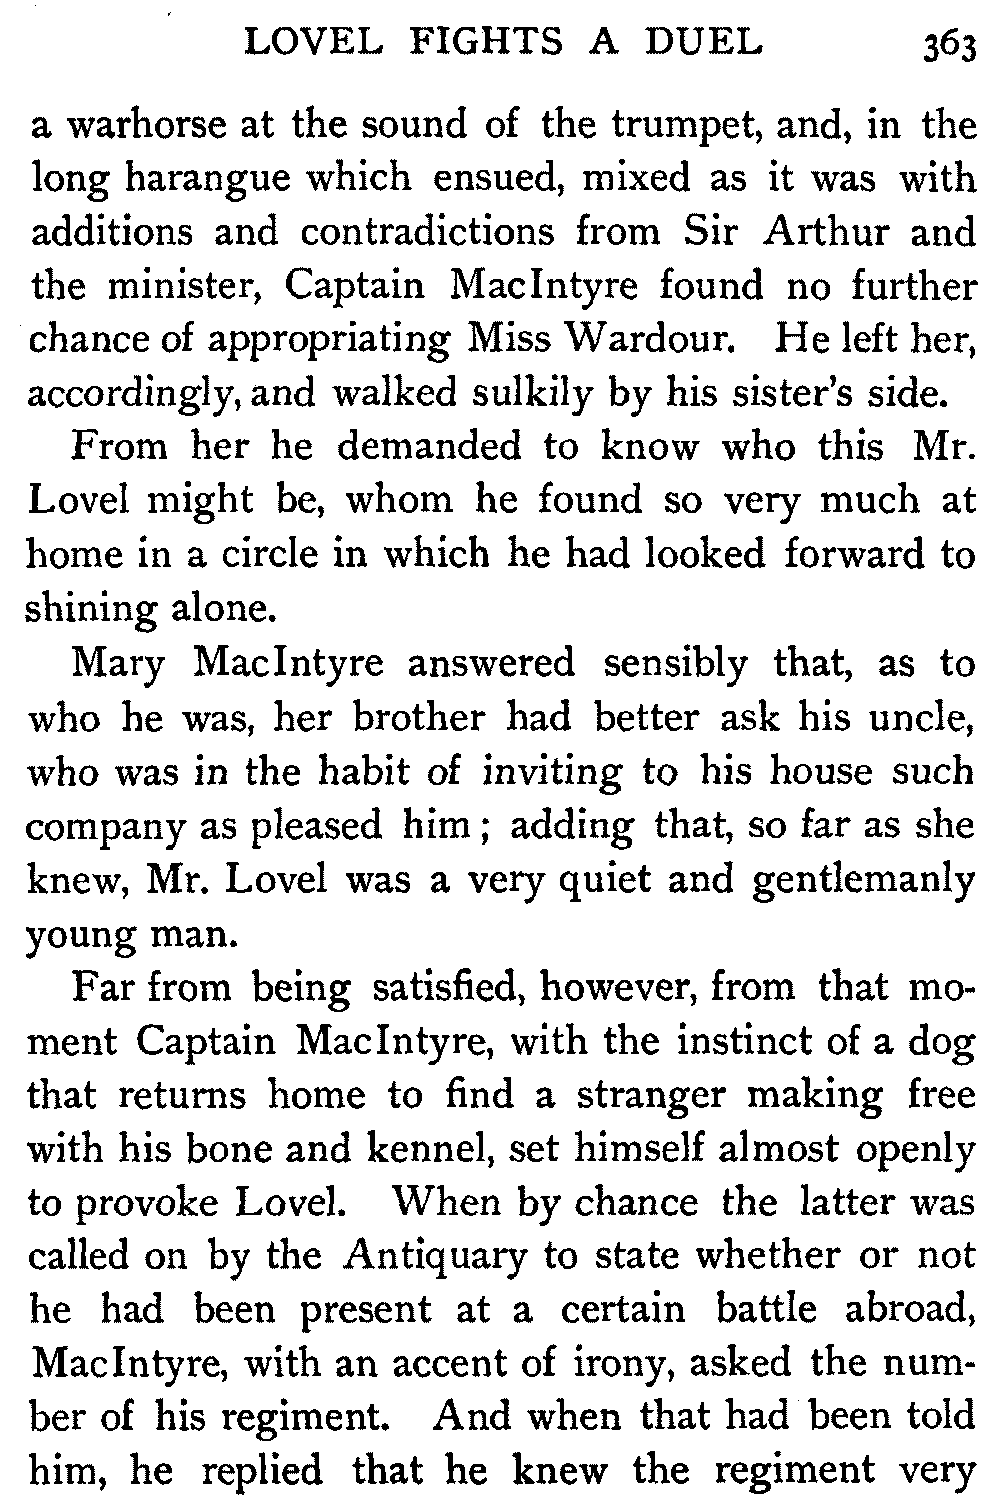 LOVEL FIGHTS A DUEL 363
a warhorse at the sound of the trumpet, and, in the
long harangue which ensued, mixed as it was with
additions and contradictions from Sir Arthur and
the minister, Captain MacIntyre found no further
chance of appropriating Miss Wardour. He left her,
accordingly, and walked sulkily by his sister's side.
From her he demanded to know who this Mr.
Lovel might be, whom he found so very much at
home in a circle in which he had looked forward to
shining alone.
Mary MacIntyre answered sensibly that, as to
who he was, her brother had better ask his uncle,
who was in the habit of inviting to his house such
company as pleased him ; adding that, so far as she
knew, Mr. Lovel was a very quiet and gentlemanly
young man.
Far from being satisfied, however, from that mo-
ment Captain MacIntyre, with the instinct of a dog
that returns home to find a stranger making free
with his bone and kennel, set himself almost openly
to provoke Lovel. When by chance the latter was
called on by the Antiquary to state whether or not
he had been present at a certain battle abroad,
MacIntyre, with an accent of irony, asked the num-
ber of his regiment. And when that had been told
him, he replied that he knew the regiment very